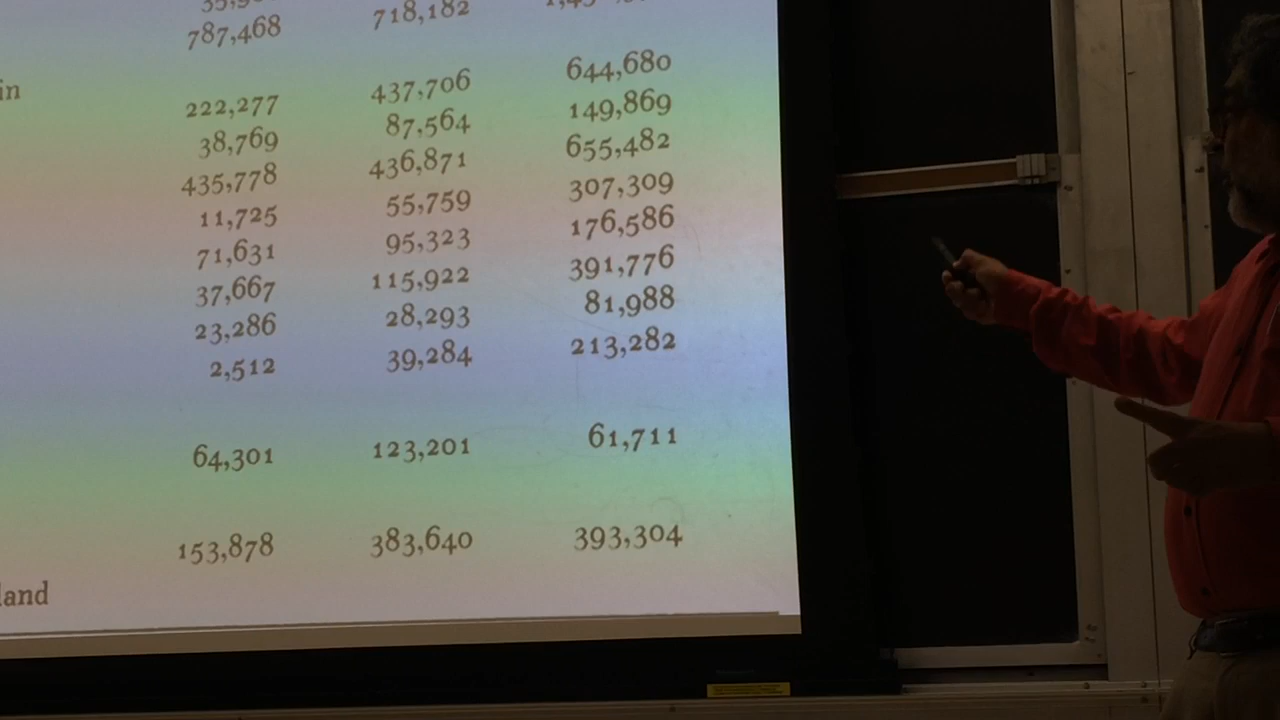 787,468 718,182
in
222,277 437,706 644,680
38,769 87,564 149,869
435,778 436,871 655,482
11,725 55,759 307,309
71,631 95,323 176,586
37,667 115,922 391,776
23,286 28,293 81,988
2,512 39,284 213,282
64,301 123,201 61,711
153,878 383,640 393,304
land